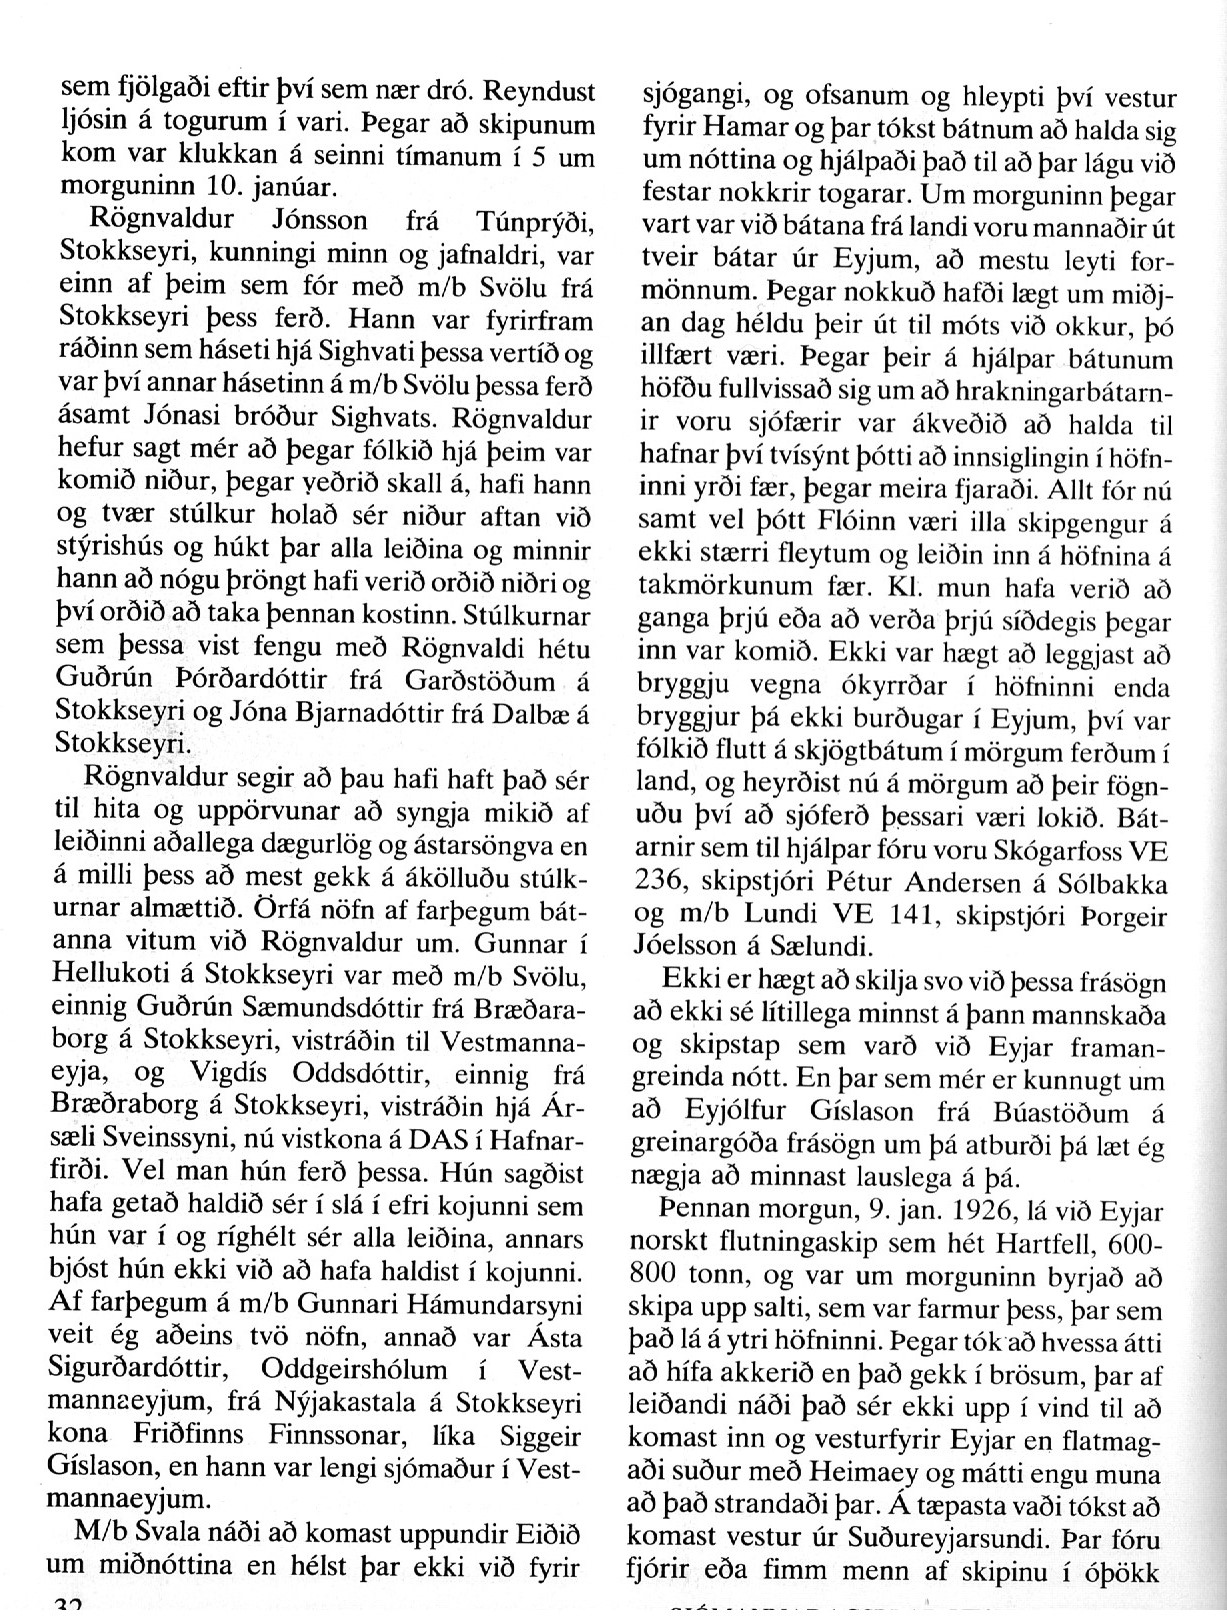 sem fjölgaði eftir því sem nær dró. Reyndust
ljósin á togurum í vari. Þegar að skipunum
kom var klukkan á seinni tímanum í 5 um
morguninn 10. janúar.
Rögnvaldur Jónsson frá Túnprýði,
Stokkseyri, kunningi minn og jafnaldri, var
einn af þeim sem fór með m/b Svölu frá
Stokkseyri þess ferð. Hann var fyrirfram
ráðinn sem háseti hjá Sighvati þessa vertíð og
var því annar hásetinn á m/b Svölu þessa ferð
ásamt Jónasi bróður Sighvats. Rögnvaldur
hefur sagt mér að þegar fólkið hjá þeim var
komið niður, þegar veðrið skall á, hafi hann
og tvær stúlkur holað sér niður aftan við
stýrishús og húkt þar alla leiðina og minnir
hann að nógu þröngt hafi verið orðið niðri og
því orðið að taka þennan kostinn. Stúlkurnar
sem þessa vist fengu með Rögnvaldi hétu
Guðrún Þórðardóttir frá Garðstöðum á
Stokkseyri og Jóna Bjarnadóttir frá Dalbæ á
Stokkseyri.
Rögnvaldur segir að þau hafi haft það sér
til hita og uppörvunar að syngja mikið af
leiðinni aðallega dægurlög og ástarsöngva en
á milli þess að mest gekk á ákölluðu stúlk-
urnar almættið. Örfá nöfn af farþegum bát-
anna vitum við Rögnvaldur um. Gunnar í
Hellukoti á Stokkseyri var með m/b Svölu,
einnig Guðrún Sæmundsdóttir frá Bræðara-
borg á Stokkseyri, vistráðin til Vestmanna-
eyja, og Vigdís Oddsdóttir, einnig frá
Bræðraborg á Stokkseyri, vistráðin hjá Ár-
sæli Sveinssyni, nú vistkona á DAS í Hafnar-
firði. Vel man hún ferð þessa. Hún sagðist
hafa getað haldið sér í slá í efri kojunni sem
hún var í og ríghélt sér alla leiðina, annars
bjóst hún ekki við að hafa haldist í kojunni.
Af farþegum á m/b Gunnari Hámundarsyni
veit ég aðeins tvö nöfn, annað var Ásta
Sigurðardóttir, Oddgeirshólum í Vest-
mannaeyjum, frá Nýjakastala á Stokkseyri
kona Friðfinns Finnssonar, líka Siggeir
Gíslason, en hann var lengi sjómaður í Vest-
mannaeyjum.
M/b Svala náði að komast uppundir Eiðið
um miðnóttina en hélst þar ekki við fyrir
sjógangi, og ofsanum og hleypti því vestur
fyrir Hamar og þar tókst bátnum að halda sig
um nóttina og hjálpaði það til að þar lágu við
festar nokkrir togarar. Um morguninn þegar
vart var við bátana frá landi voru mannaðir út
tveir bátar úr Eyjum, að mestu leyti for-
mönnum. Þegar nokkuð hafði lægt um miðj-
an dag héldu þeir út til móts við okkur, þó
illfært væri. Þegar þeir á hjálpar bátunum
höfðu fullvissað sig um að hrakningarbátarn-
ir voru sjófærir var ákveðið að halda til
hafnar því tvísýnt þótti að innsiglingin í höfn-
inni yrði fær, þegar meira fjaraði. Allt fór nú
samt vel þótt Flóinn væri illa skipgengur á
ekki stærri fleytum og leiðin inn á höfnina á
takmörkunum fær. Kl. mun hafa verið að
ganga þrjú eða að verða þrjú síðdegis þegar
inn var komið. Ekki var hægt að leggjast að
bryggju vegna ókyrrðar í höfninni enda
bryggjur þá ekki burðugar í Eyjum, því var
fólkið flutt á skjögtbátum í mörgum ferðum í
land, og heyrðist nú á mörgum að þeir fögn-
uðu því að sjóferð þessari væri lokið. Bát-
arnir sem til hjálpar fóru voru Skógarfoss VE
236, skipstjóri Pétur Andersen á Sólbakka
og m/b Lundi VE 141, skipstjóri Þorgeir
Jóelsson á Sælundi.
Ekki er hægt að skilja svo við þessa frásögn
að ekki sé lítillega minnst á þann mannskaða
og skipstap sem varð við Eyjar framan-
greinda nótt. En þar sem mér er kunnugt um
að Eyjólfur Gíslason frá Búastöðum á
greinargóða frásögn um þá atburði þá læt ég
nægja að minnast lauslega á þá.
Þennan morgun, 9. jan. 1926, lá við Eyjar
norskt flutningaskip sem hét Hartfell, 600-
800 tonn, og var um morguninn byrjað að
skipa upp salti, sem var farmur þess, þar sem
það lá á ytri höfninni. Þegar tók að hvessa átti
að hífa akkerið en það gekk í brösum, þar af
leiðandi náði það sér ekki upp í vind til að
komast inn og vesturfyrir Eyjar en flatmag-
aði suður með Heimaey og mátti engu muna
að það strandaði þar. Á tæpasta vaði tókst að
komast vestur úr Suðureyjarsundi. Þar fóru
fjórir eða fimm menn af skipinu í óþökk
32